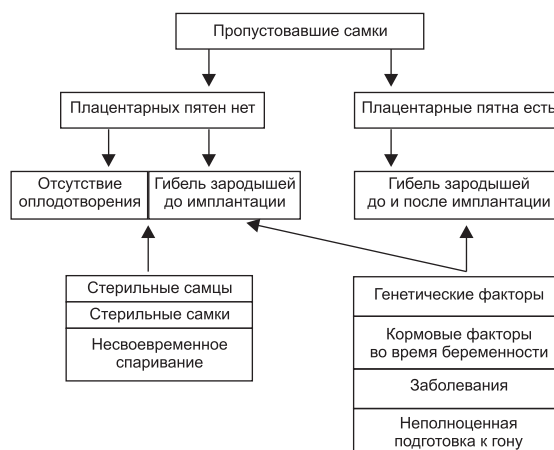 Пропустовавшие самки
Плацентарных пятен нет
Плацентарные пятна есть
Отсутствие
оплодотворения
Гибель зародышей
до имплантации
Гибель зародышей
до и после имплантации
Стерильные самцы
Стерильные самки
Несвоевременное
спаривание
Генетические факторы
Кормовые факторы
во время беременности
Заболевания
Неполноценная
подготовка к гону